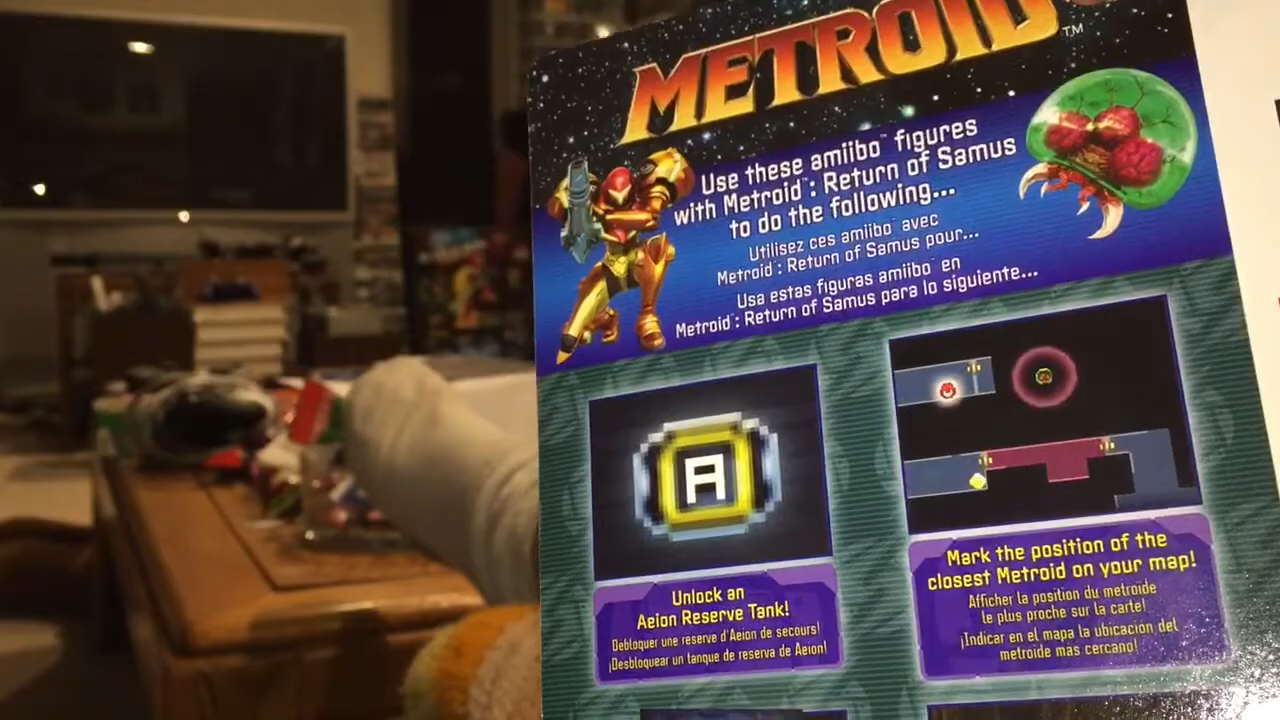 METROID™
Use these amiibo™ figures
with Metroid™: Return of Samus
to do the following...
Utilisez ces amiibo™ avec
Metroid™: Return of Samus pour...
Usa estas figuras amiibo™ en
Metroid™: Return of Samus para lo siguiente...
A
Unlock an
Aeion Reserve Tank!
Débloquer une réserve d'Aeion de secours!
¡Desbloquear un tanque de reserva de Aeion!
Mark the position of the
closest Metroid on your map!
Afficher la position du métroïde
le plus proche sur la carte!
¡Indicar en el mapa la ubicación del
metroide más cercano!